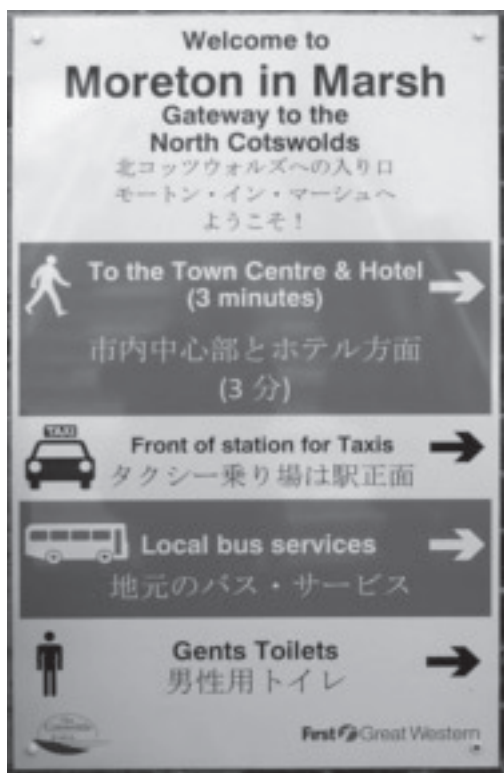 Welcome to
Moreton in Marsh
Gateway to the
North Cotswolds
北コッツウォルズへの入り口
モートン・イン・マーシュへ
ようこそ！
To the Town Centre & Hotel
(3 minutes)
市内中心部とホテル方面
(3 分)
TAXI
Front of station for Taxis
タクシー乗り場は駅正面
Local bus services
地元のバス・サービス
Gents Toilets
男性用トイレ
First Great Western